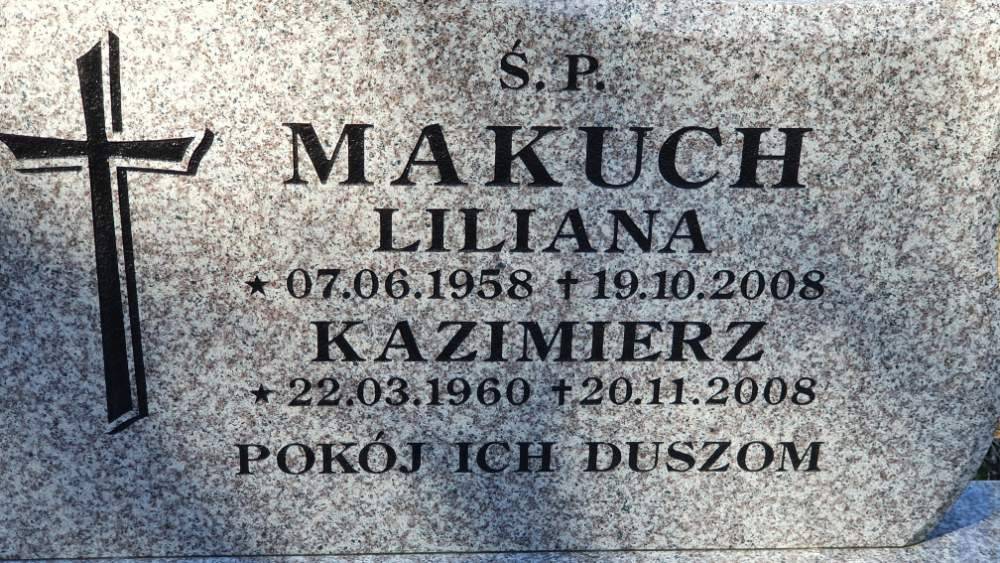 Ś. P.
MAKUCH
LILIANA
★ 07.06.1958 ✝ 19.10.2008
KAZIMIERZ
★ 22.03.1960 ✝ 20.11.2008
POKÓJ ICH DUSZOM